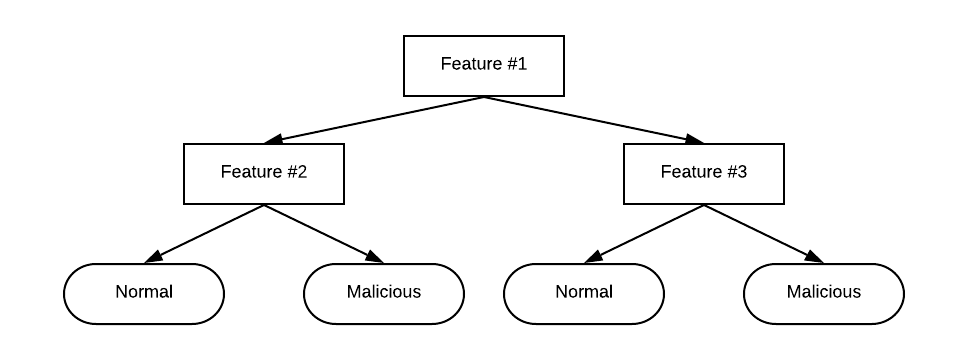 Feature #1
Feature #2
Feature #3
Normal
Malicious
Normal
Malicious